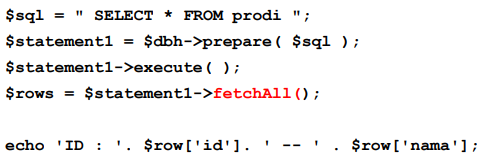 $sql = " SELECT * FROM prodi ";
$statement1 = $dbh->prepare( $sql );
$statement1->execute( );
$rows = $statement1->fetchAll();
echo 'ID : '. $row['id']. ' -- ' . $row['nama'];